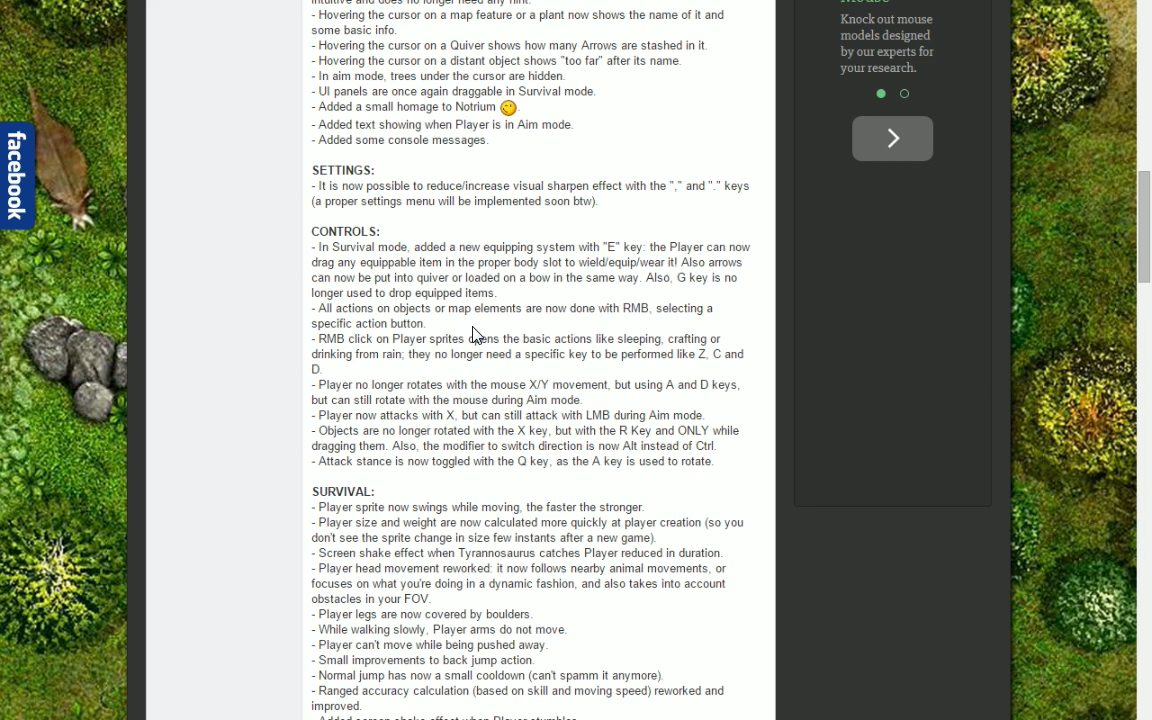 intuitive and does no longer need any hint.
- Hovering the cursor on a map feature or a plant now shows the name of it and
some basic info.
- Hovering the cursor on a Quiver shows how many Arrows are stashed in it.
- Hovering the cursor on a distant object shows "too far" after its name.
- In aim mode, trees under the cursor are hidden.
- UI panels are once again draggable in Survival mode.
- Added a small homage to Notrium .
- Added text showing when Player is in Aim mode.
- Added some console messages.
SETTINGS:
- It is now possible to reduce/increase visual sharpen effect with the "," and "." keys
(a proper settings menu will be implemented soon btw).
CONTROLS:
- In Survival mode, added a new equipping system with "E" key: the Player can now
drag any equippable item in the proper body slot to wield/equip/wear it! Also arrows
can now be put into quiver or loaded on a bow in the same way. Also, G key is no
longer used to drop equipped items.
- All actions on objects or map elements are now done with RMB, selecting a
specific action button.
- RMB click on Player sprites opens the basic actions like sleeping, crafting or
drinking from rain; they no longer need a specific key to be performed like Z, C and
D.
- Player no longer rotates with the mouse X/Y movement, but using A and D keys,
but can still rotate with the mouse during Aim mode.
- Player now attacks with X, but can still attack with LMB during Aim mode.
- Objects are no longer rotated with the X key, but with the R Key and ONLY while
dragging them. Also, the modifier to switch direction is now Alt instead of Ctrl.
- Attack stance is now toggled with the Q key, as the A key is used to rotate.
SURVIVAL:
- Player sprite now swings while moving, the faster the stronger.
- Player size and weight are now calculated more quickly at player creation (so you
don't see the sprite change in size few instants after a new game).
- Screen shake effect when Tyrannosaurus catches Player reduced in duration.
- Player head movement reworked: it now follows nearby animal movements, or
focuses on what you're doing in a dynamic fashion, and also takes into account
obstacles in your FOV.
- Player legs are now covered by boulders.
- While walking slowly, Player arms do not move.
- Player can't move while being pushed away.
- Small improvements to back jump action.
- Normal jump has now a small cooldown (can't spamm it anymore).
- Ranged accuracy calculation (based on skill and moving speed) reworked and
improved.
- Added screen shake effect when Player stumbles.
facebook
Mouse
Knock out mouse
models designed
by our experts for
your research.